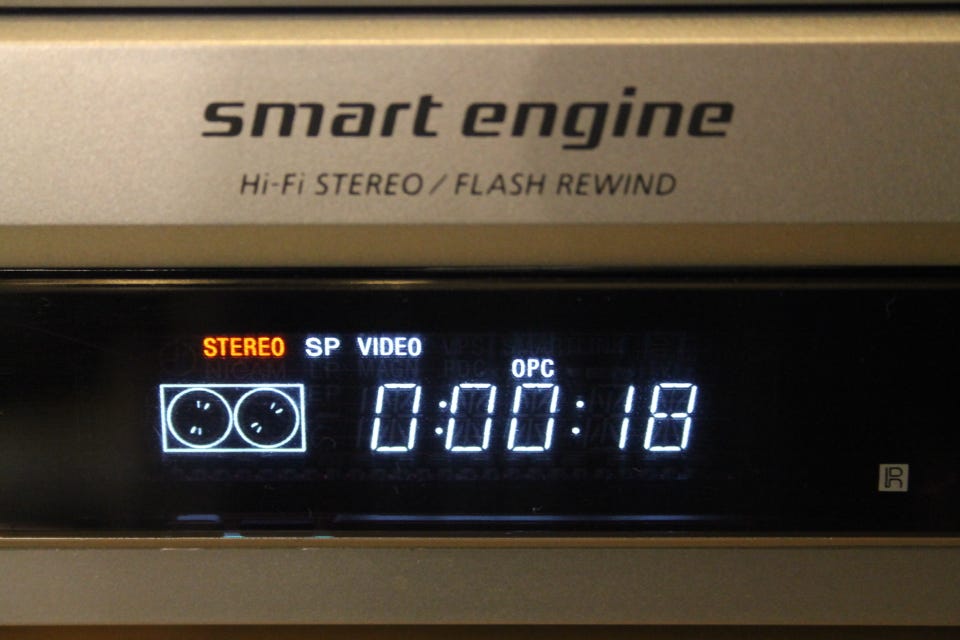 smart engine
Hi-Fi STEREO / FLASH REWIND
STEREO SP VIDEO
OPC
0:00:18
R